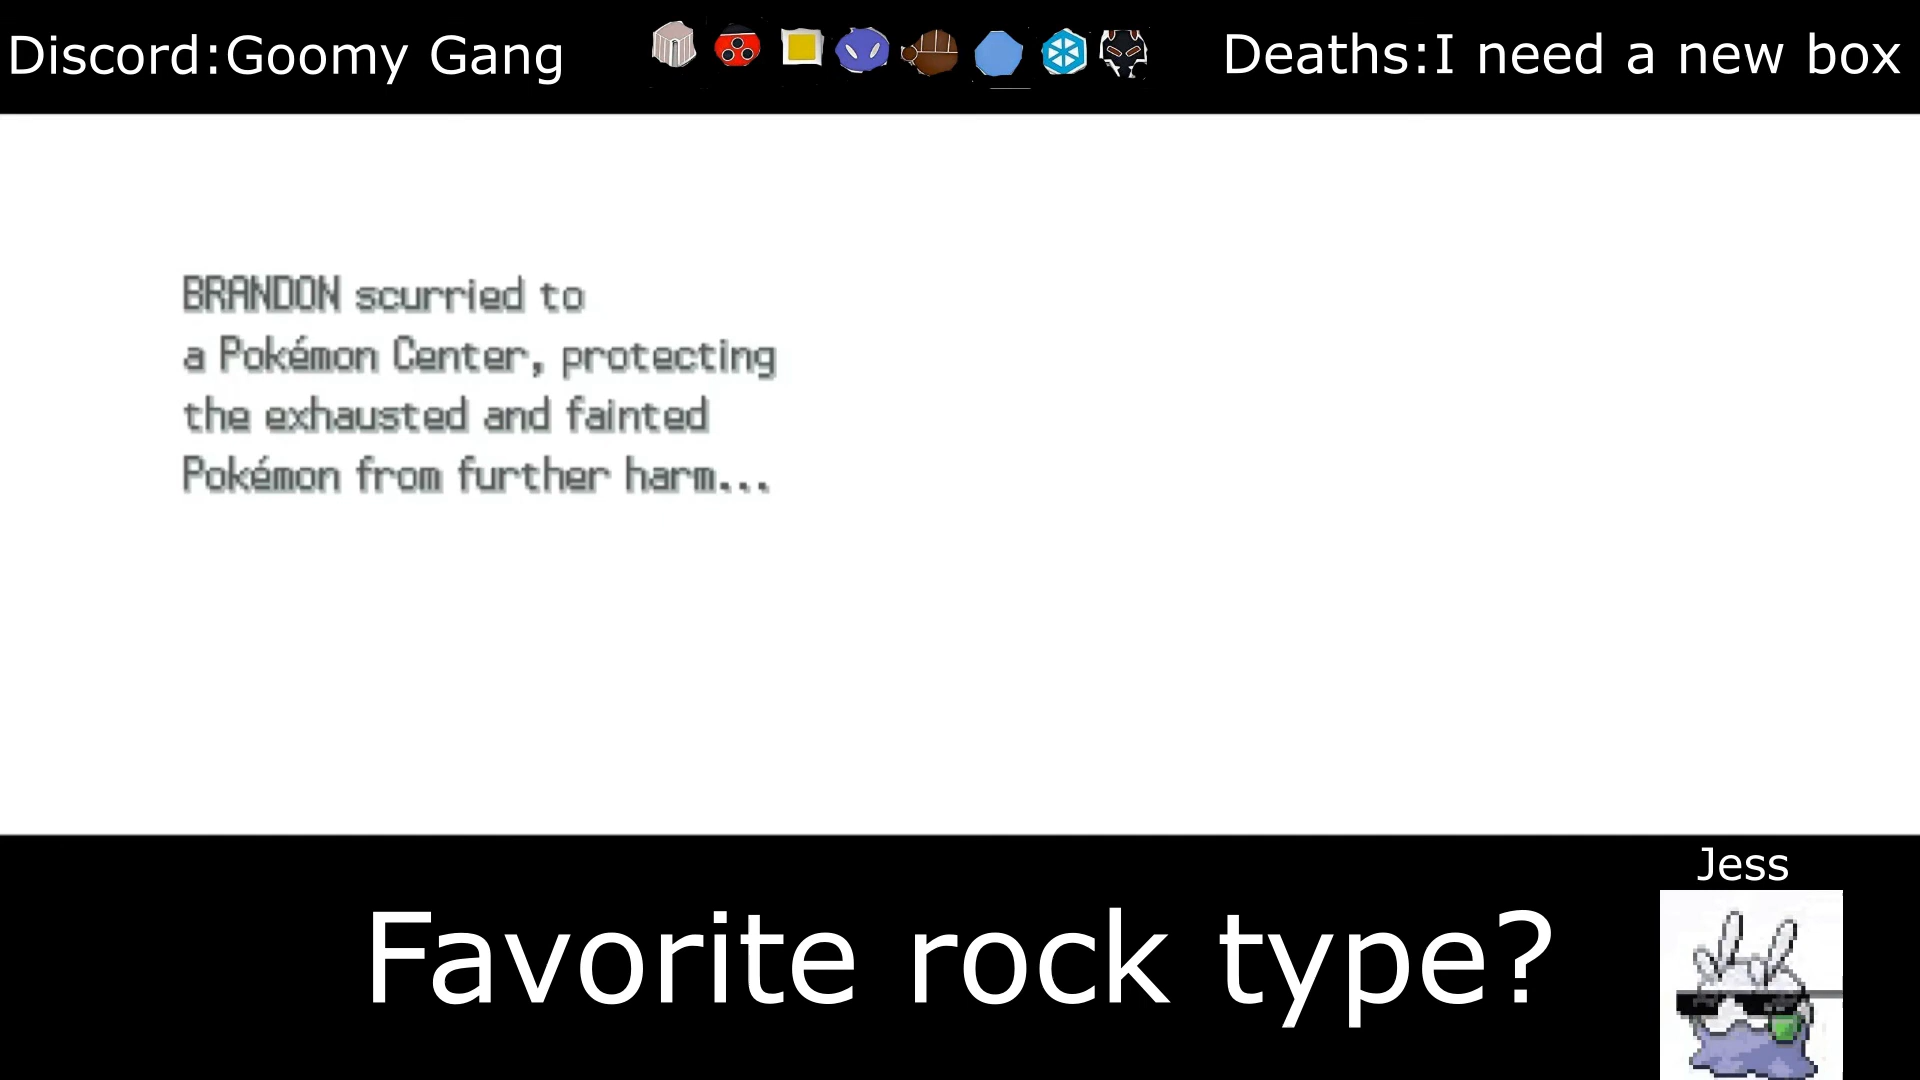 Discord:Goomy Gang
Deaths:I need a new box
BRANDON scurried to
a Pokémon Center, protecting
the exhausted and fainted
Pokémon from further harm...
Jess
Favorite rock type?